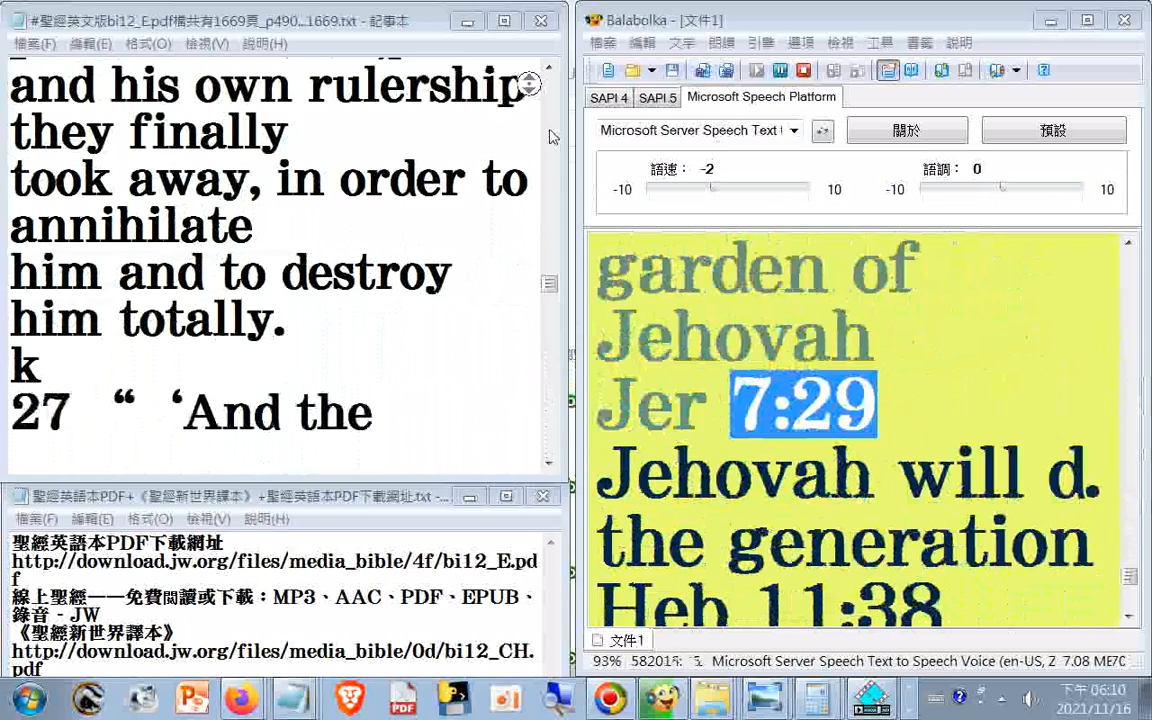 #聖經英文版bi12_E.pdf檔共有1669頁_p490...1669.txt - 記事本
檔案(F) 編輯(E) 格式(O) 檢視(V) 說明(H)
and his own rulership
they finally
took away, in order to
annihilate
him and to destroy
him totally.
k
27 “ ‘And the
聖經英語本PDF+《聖經新世界譯本》+聖經英語本PDF下載網址.txt -...
檔案(F) 編輯(E) 格式(O) 檢視(V) 說明(H)
聖經英語本PDF下載網址
http://download.jw.org/files/media_bible/4f/bi12_E.pd
f
線上聖經——免費閱讀或下載：MP3、AAC、PDF、EPUB、
錄音 - JW
《聖經新世界譯本》
http://download.jw.org/files/media_bible/0d/bi12_CH.
pdf
Balabolka - [文件1]
檔案 編輯 文字 閱讀 引擎 選項 檢視 工具 書籤 說明
SAPI 4 SAPI 5 Microsoft Speech Platform
Microsoft Server Speech Text 關於 預設
語速： -2 語調： 0
-10 10 -10 10
garden of
Jehovah
Jer 7:29
Jehovah will d.
the generation
Heb 11:38
文件1
93% Microsoft Server Speech Text to Speech Voice (en-US, Z 7.08
下午 06:10
2021/11/16